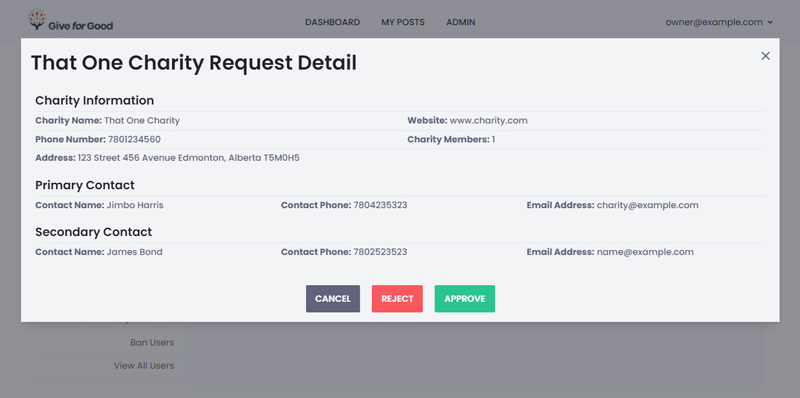 Give for Good
DASHBOARD MY POSTS ADMIN owner@example.com
That One Charity Request Detail
Charity Information
Charity Name: That One Charity Website: www.charity.com
Phone Number: 7801234560 Charity Members: 1
Address: 123 Street 456 Avenue Edmonton, Alberta T5M0H5
Primary Contact
Contact Name: Jimbo Harris Contact Phone: 7804235323 Email Address: charity@example.com
Secondary Contact
Contact Name: James Bond Contact Phone: 7802523523 Email Address: name@example.com
CANCEL REJECT APPROVE
Ban Users
View All Users